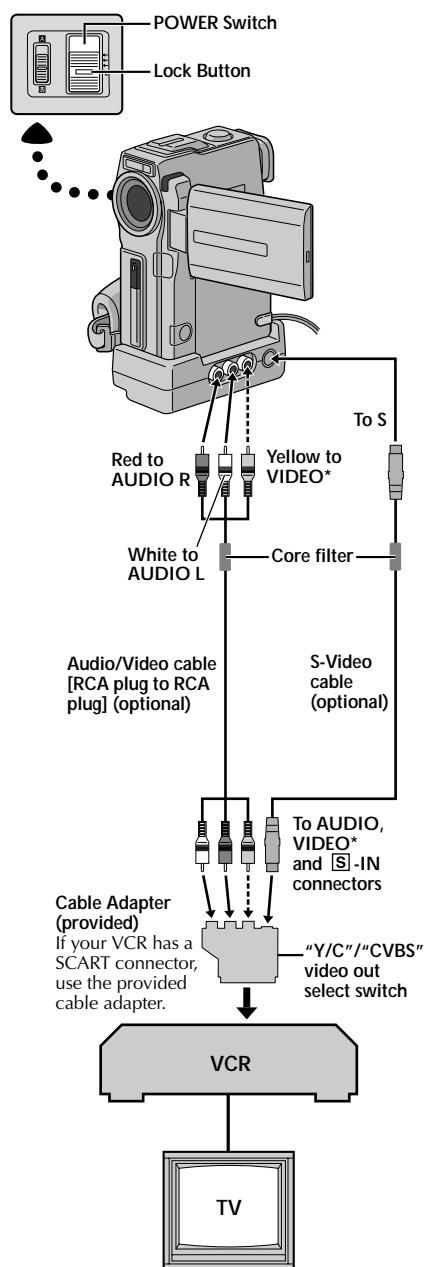 POWER Switch
Lock Button
To S
Red to
AUDIO R
Yellow to
VIDEO*
White to
AUDIO L
Core filter
Audio/Video cable
[RCA plug to RCA
plug] (optional)
S-Video
cable
(optional)
To AUDIO,
VIDEO*
and S -IN
connectors
Cable Adapter
(provided)
If your VCR has a
SCART connector,
use the provided
cable adapter.
“Y/C”/“CVBS”
video out
select switch
VCR
TV